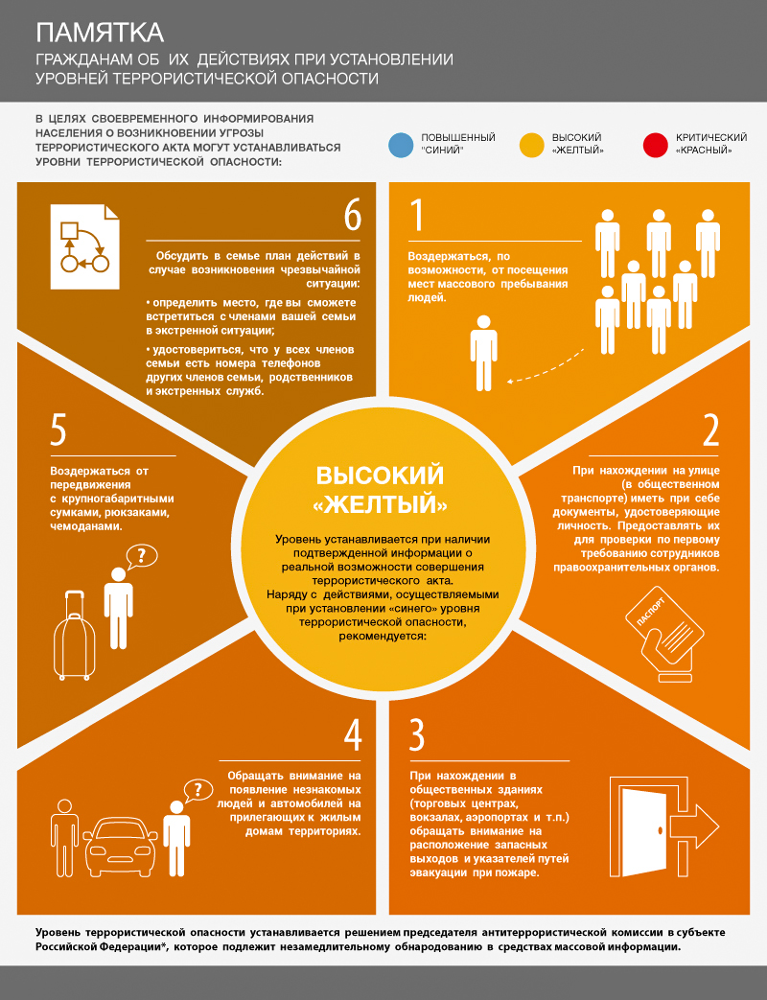 ПАМЯТКА
ГРАЖДАНАМ ОБ ИХ ДЕЙСТВИЯХ ПРИ УСТАНОВЛЕНИИ
УРОВНЕЙ ТЕРРОРИСТИЧЕСКОЙ ОПАСНОСТИ
В ЦЕЛЯХ СВОЕВРЕМЕННОГО ИНФОРМИРОВАНИЯ
НАСЕЛЕНИЯ О ВОЗНИКНОВЕНИИ УГРОЗЫ
ТЕРРОРИСТИЧЕСКОГО АКТА МОГУТ УСТАНАВЛИВАТЬСЯ
УРОВНИ ТЕРРОРИСТИЧЕСКОЙ ОПАСНОСТИ:
ПОВЫШЕННЫЙ
"СИНИЙ"
ВЫСОКИЙ
«ЖЕЛТЫЙ»
КРИТИЧЕСКИЙ
«КРАСНЫЙ»
1
Воздержаться, по
возможности, от посещения
мест массового пребывания
людей.
2
При нахождении на улице
(в общественном
транспорте) иметь при себе
документы, удостоверяющие
личность. Предоставлять их
для проверки по первому
требованию сотрудников
правоохранительных органов.
ПАСПОРТ
3
При нахождении в
общественных зданиях
(торговых центрах,
вокзалах, аэропортах и т.п.)
обращать внимание на
расположение запасных
выходов и указателей путей
эвакуации при пожаре.
4
Обращать внимание на
появление незнакомых
людей и автомобилей на
прилегающих к жилым
домам территориях.
?
5
Воздержаться от
передвижения
с крупногабаритными
сумками, рюкзаками,
чемоданами.
?
6
Обсудить в семье план действий в
случае возникновения чрезвычайной
ситуации:
• определить место, где вы сможете
встретиться с членами вашей семьи
в экстренной ситуации;
• удостовериться, что у всех членов
семьи есть номера телефонов
других членов семьи, родственников
и экстренных служб.
ВЫСОКИЙ
«ЖЕЛТЫЙ»
Уровень устанавливается при наличии
подтвержденной информации о
реальной возможности совершения
террористического акта.
Наряду с действиями, осуществляемыми
при установлении «синего» уровня
террористической опасности,
рекомендуется:
Уровень террористической опасности устанавливается решением председателя антитеррористической комиссии в субъекте
Российской Федерации*, которое подлежит незамедлительному обнародованию в средствах массовой информации.